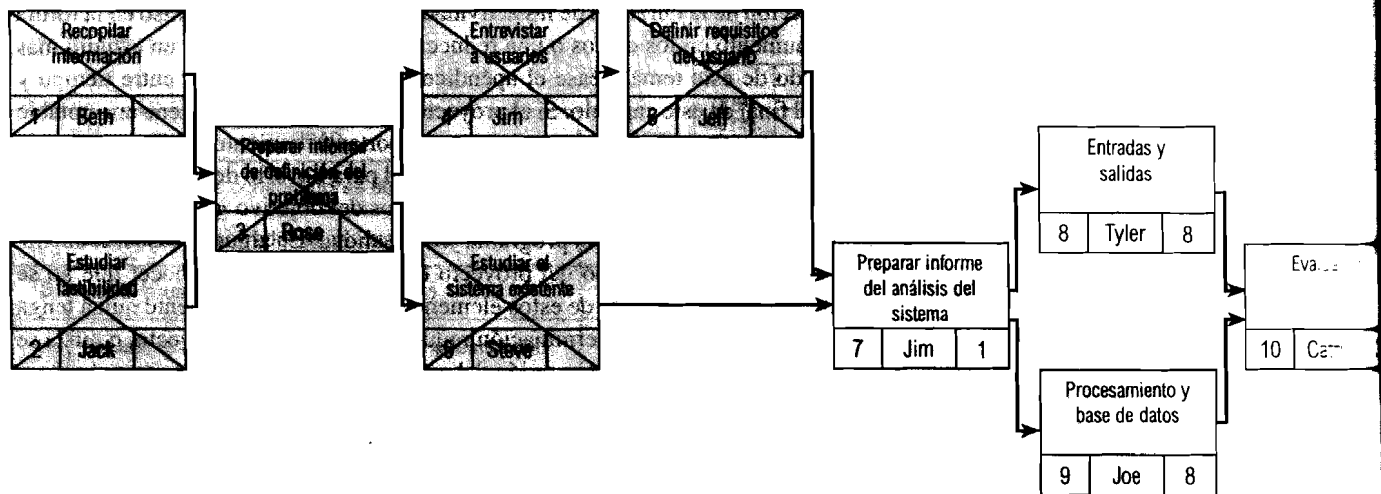 Recopilar
información
1 Beth
Estudiar
factibilidad
2 Jack
Preparar informe
de definición del
problema
3 Rose
Entrevistar
a usuarios
4 Jim
Estudiar el
sistema existente
5 Steve
Definir requisitos
del usuario
6 Jeff
Preparar informe
del análisis del
sistema
7 Jim 1
Entradas y
salidas
8 Tyler 8
Procesamiento y
base de datos
9 Joe 8
10